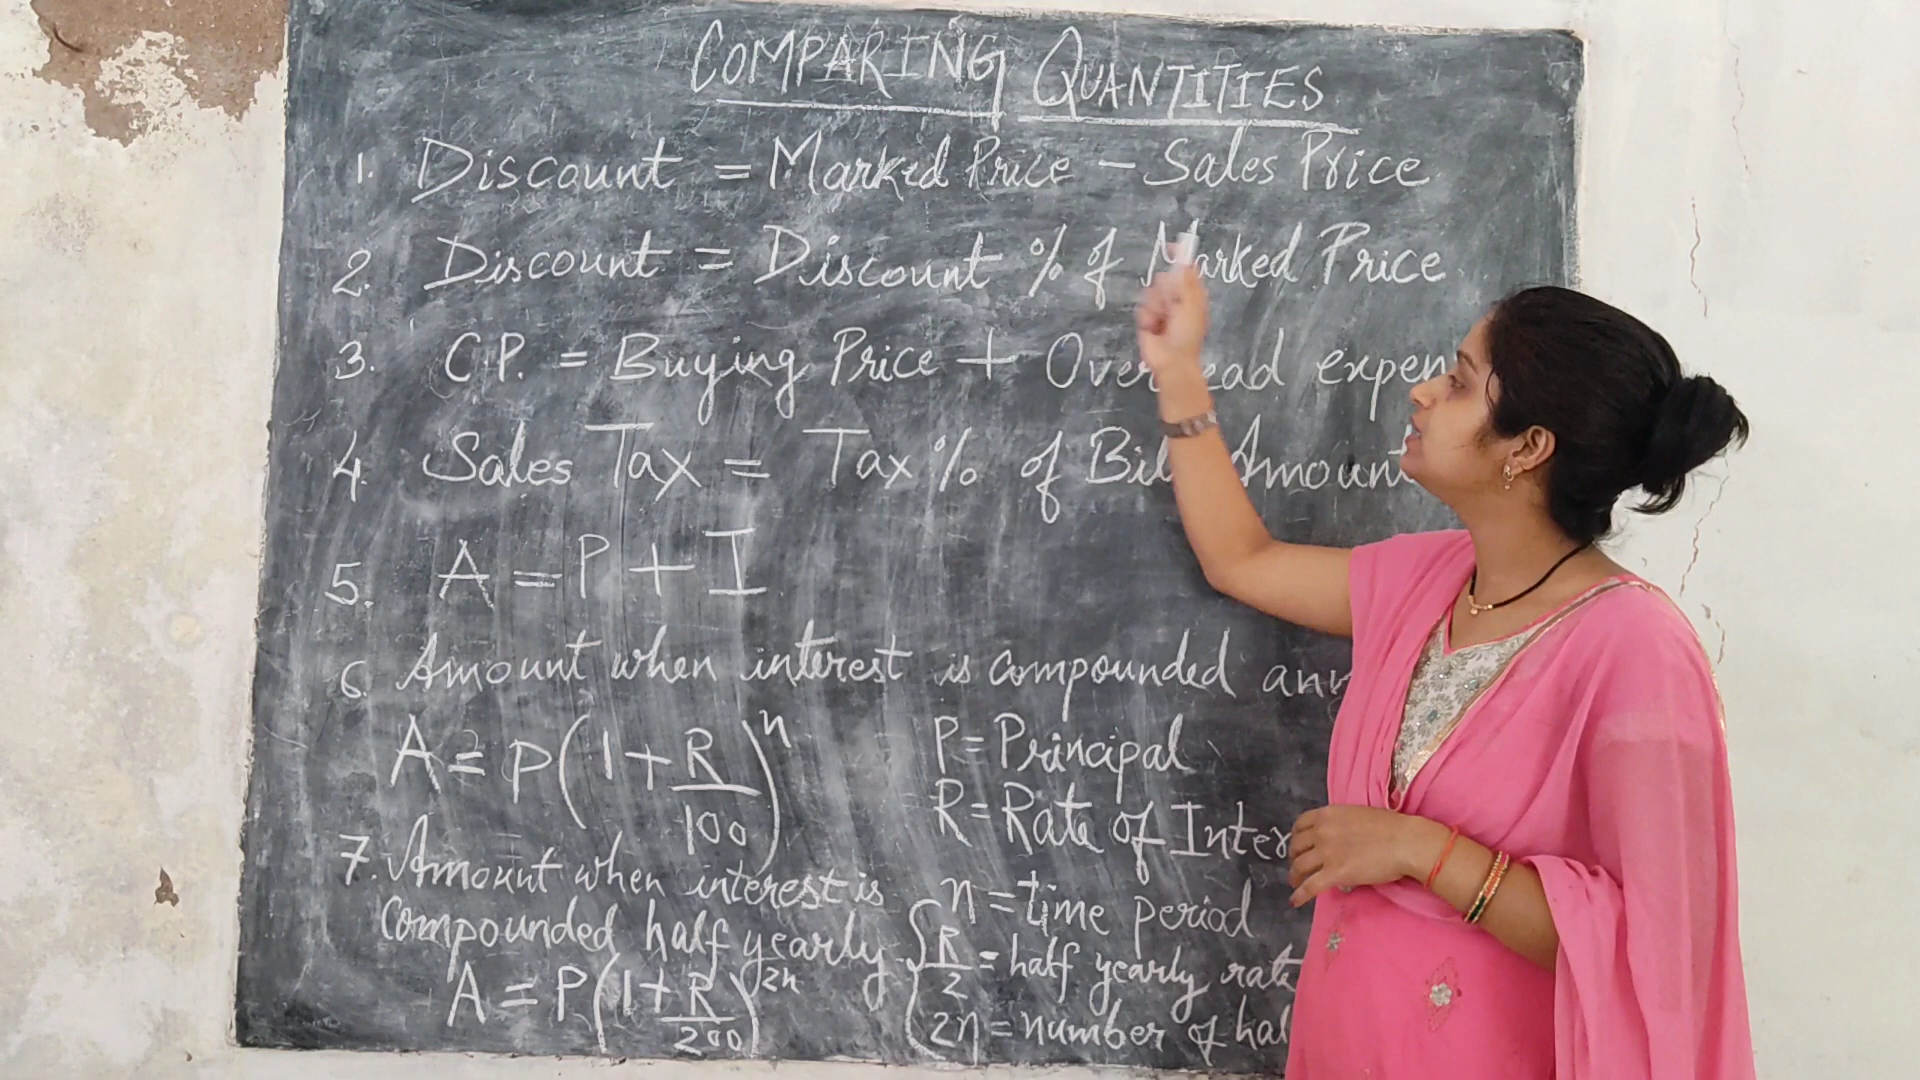 COMPARING QUANTITIES
1. Discount = Marked Price - Sales Price
2. Discount = Discount % of Marked Price
3. C.P. = Buying Price + Overhead expen
4. Sales Tax = Tax % of Bill Amount
5. A = P + I
6. Amount when interest is compounded
A = P(1+R/100)^n
P = Principal
R = Rate of Inter
n = time period
7. Amount when interest is
compounded half yearly
A = P(1+R/200)^2n
R/2 = half yearly rate
2n = number of hal